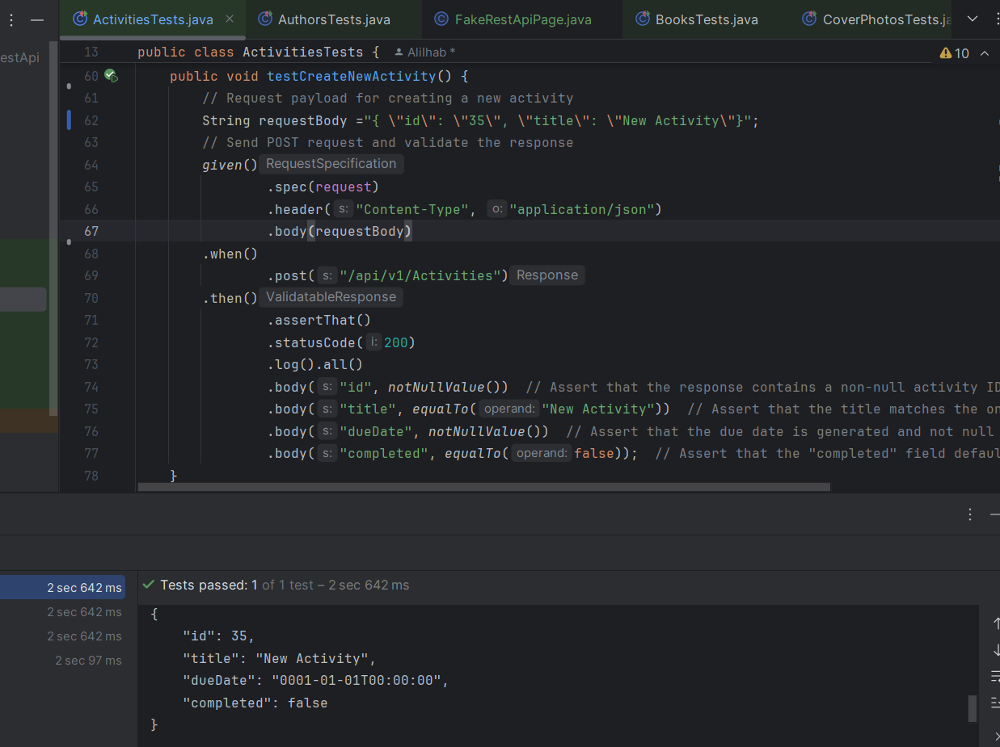 ActivitiesTests.java AuthorsTests.java FakeRestApiPage.java BooksTests.java CoverPhotosTests.ja
estApi
13 public class ActivitiesTests { Alilhab * 10
60 public void testCreateNewActivity() {
61 // Request payload for creating a new activity
62 String requestBody ="{ \"id\": \"35\", \"title\": \"New Activity\"}";
63 // Send POST request and validate the response
64 given() RequestSpecification
65 .spec(request)
66 .header( s: "Content-Type", o: "application/json")
67 .body(requestBody)
68 .when()
69 .post( s: "/api/v1/Activities") Response
70 .then() ValidatableResponse
71 .assertThat()
72 .statusCode( i: 200)
73 .log().all()
74 .body( s: "id", notNullValue()) // Assert that the response contains a non-null activity ID
75 .body( s: "title", equalTo( operand: "New Activity")) // Assert that the title matches the on
76 .body( s: "dueDate", notNullValue()) // Assert that the due date is generated and not null
77 .body( s: "completed", equalTo( operand: false)); // Assert that the "completed" field defaul
78 }
2 sec 642 ms
2 sec 642 ms
2 sec 642 ms
2 sec 97 ms
Tests passed: 1 of 1 test – 2 sec 642 ms
{
"id": 35,
"title": "New Activity",
"dueDate": "0001-01-01T00:00:00",
"completed": false
}